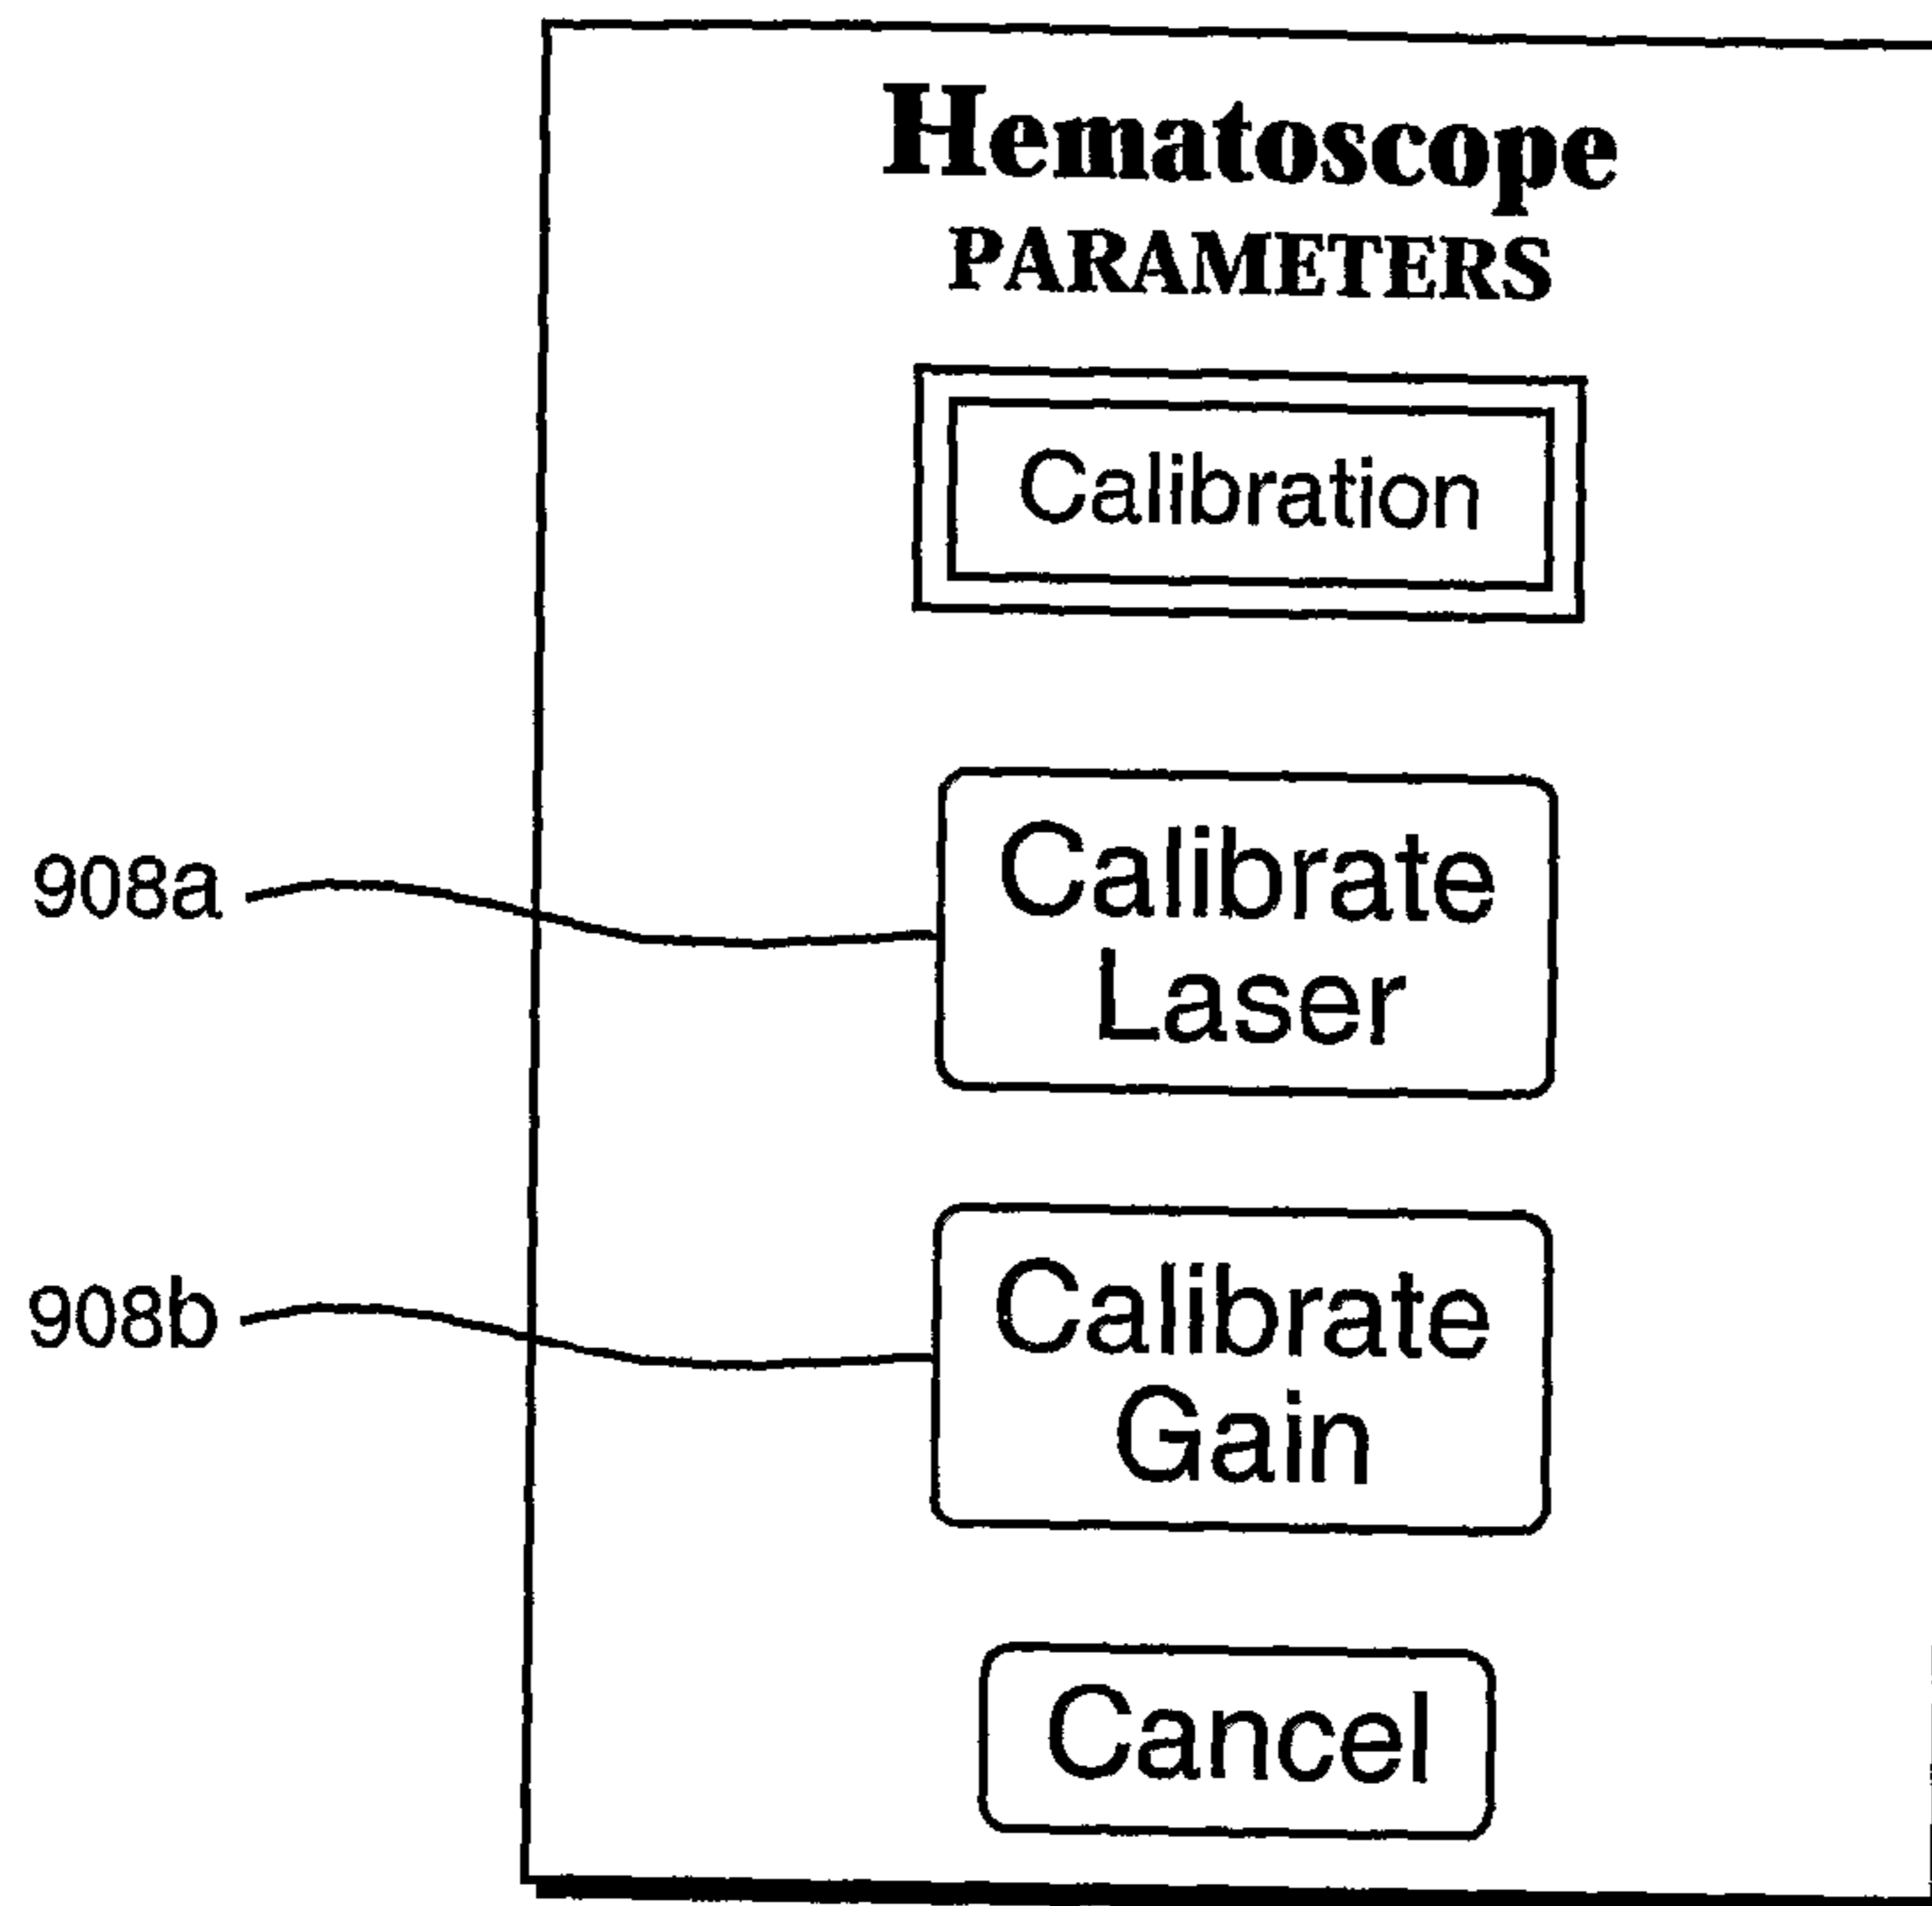 Hematoscope
PARAMETERS
Calibration
908a
Calibrate
Laser
908b
Calibrate
Gain
Cancel